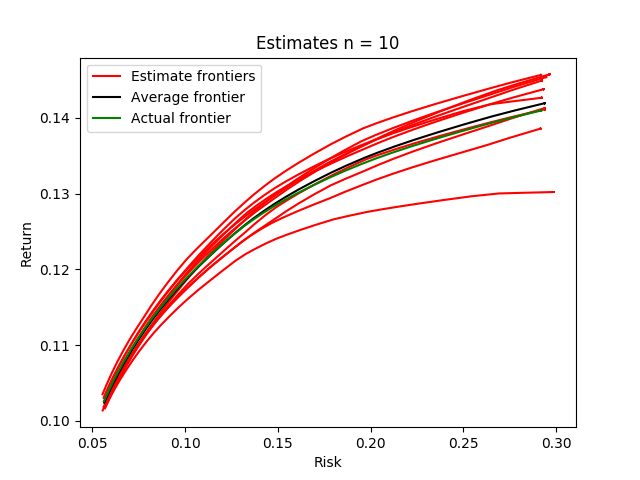 Estimates n = 10
Estimate frontiers
Average frontier
Actual frontier
Return
0.14
0.13
0.12
0.11
0.10
0.05 0.10 0.15 0.20 0.25 0.30
Risk